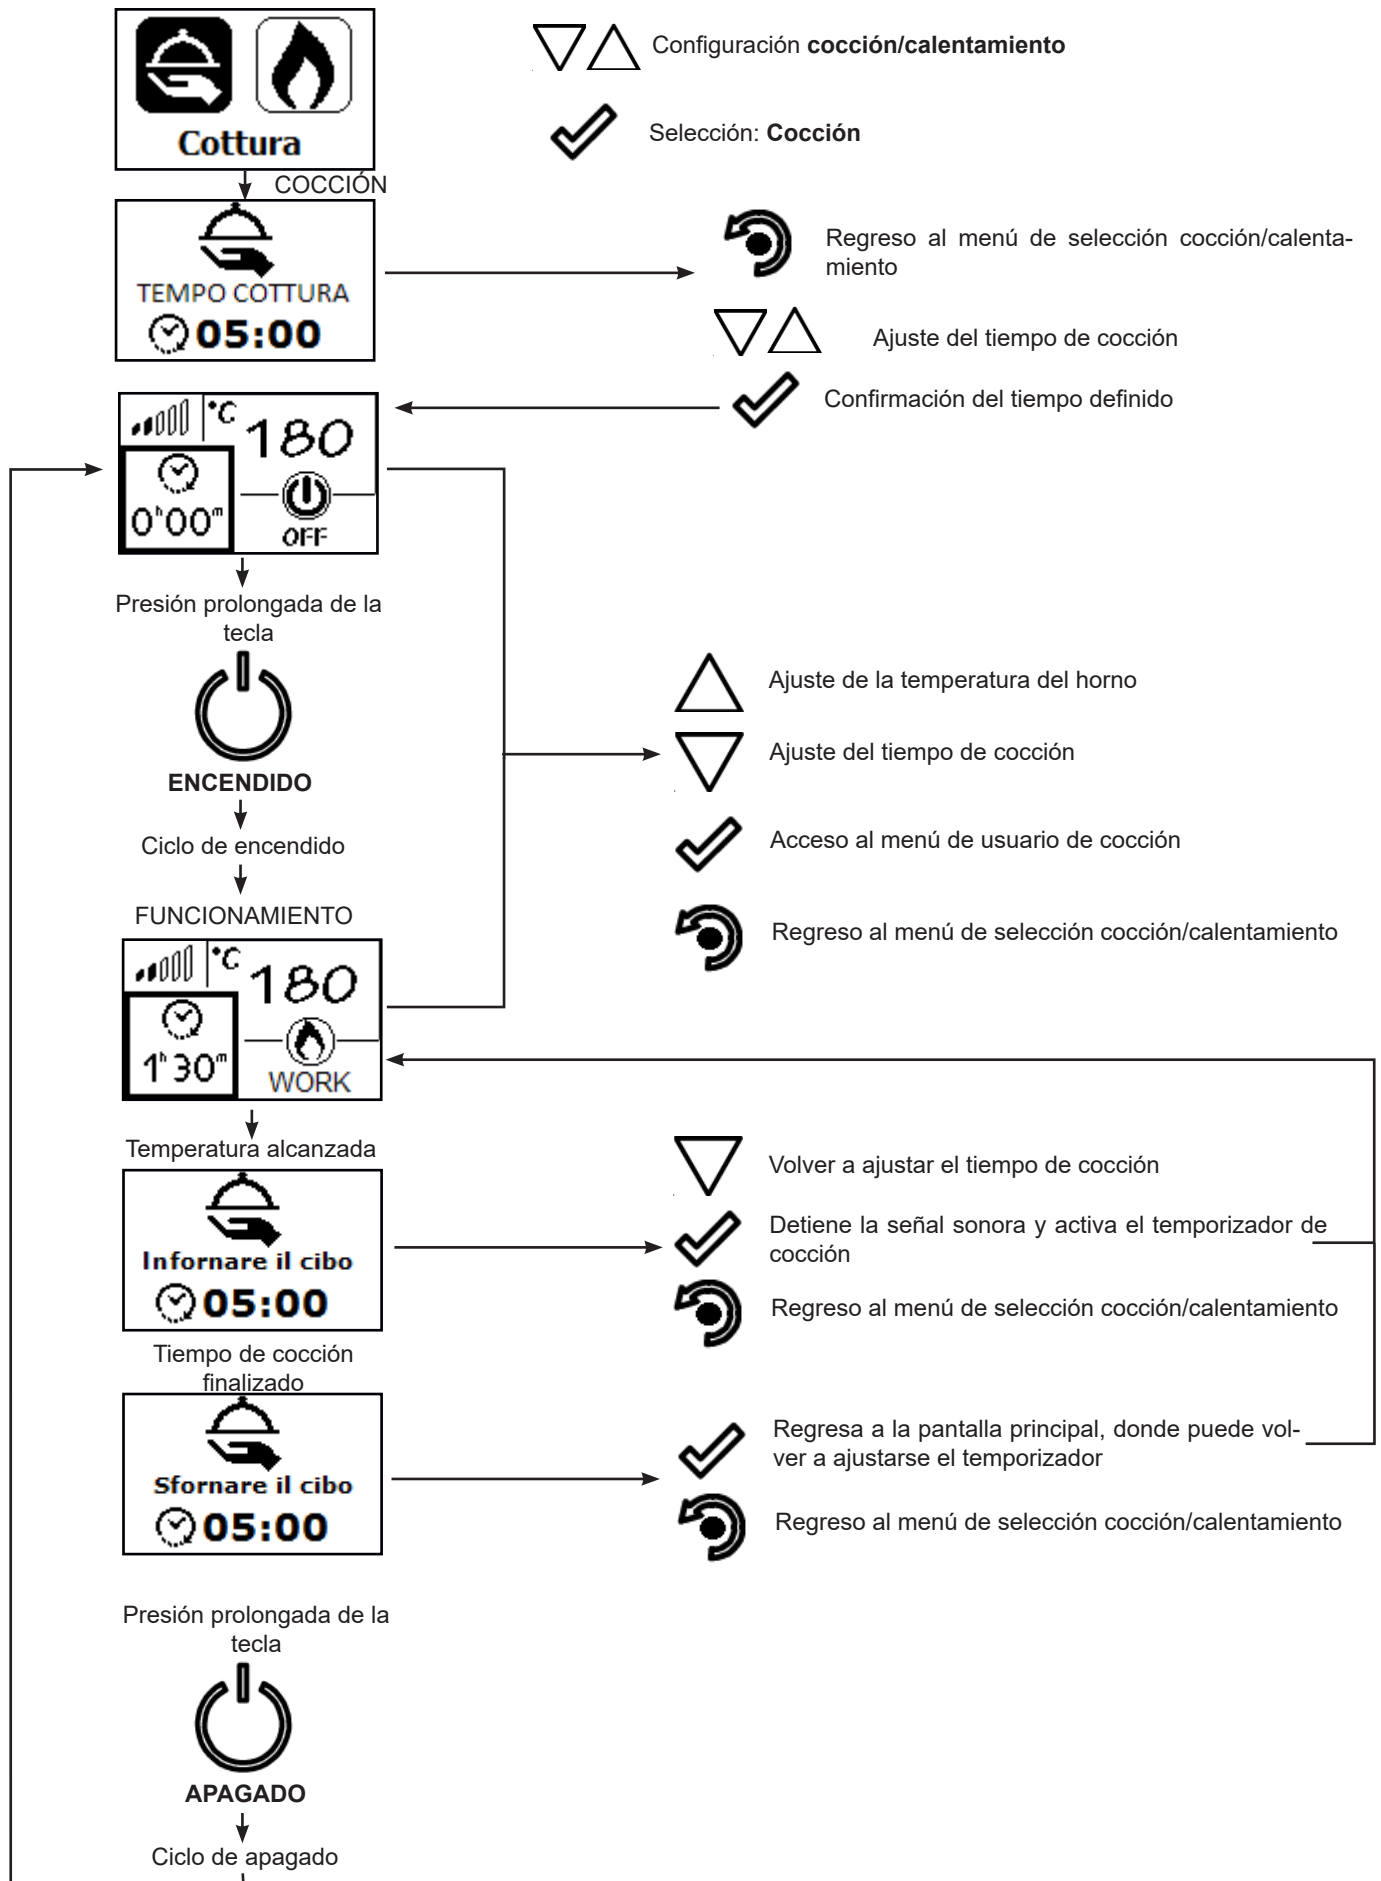 Configuración cocción/calentamiento
Cottura
Selección: Cocción
COCCIÓN
TEMPO COTTURA
05:00
Regreso al menú de selección cocción/calenta-
miento
Ajuste del tiempo de cocción
Confirmación del tiempo definido
°C 180
0h00m
OFF
Presión prolongada de la
tecla
ENCENDIDO
Ajuste de la temperatura del horno
Ajuste del tiempo de cocción
Ciclo de encendido
Acceso al menú de usuario de cocción
FUNCIONAMIENTO
Regreso al menú de selección cocción/calentamiento
°C 180
1h30m
WORK
Temperatura alcanzada
Infornare il cibo
05:00
Volver a ajustar el tiempo de cocción
Detiene la señal sonora y activa el temporizador de
cocción
Regreso al menú de selección cocción/calentamiento
Tiempo de cocción
finalizado
Sfornare il cibo
05:00
Regresa a la pantalla principal, donde puede vol-
ver a ajustarse el temporizador
Regreso al menú de selección cocción/calentamiento
Presión prolongada de la
tecla
APAGADO
Ciclo de apagado